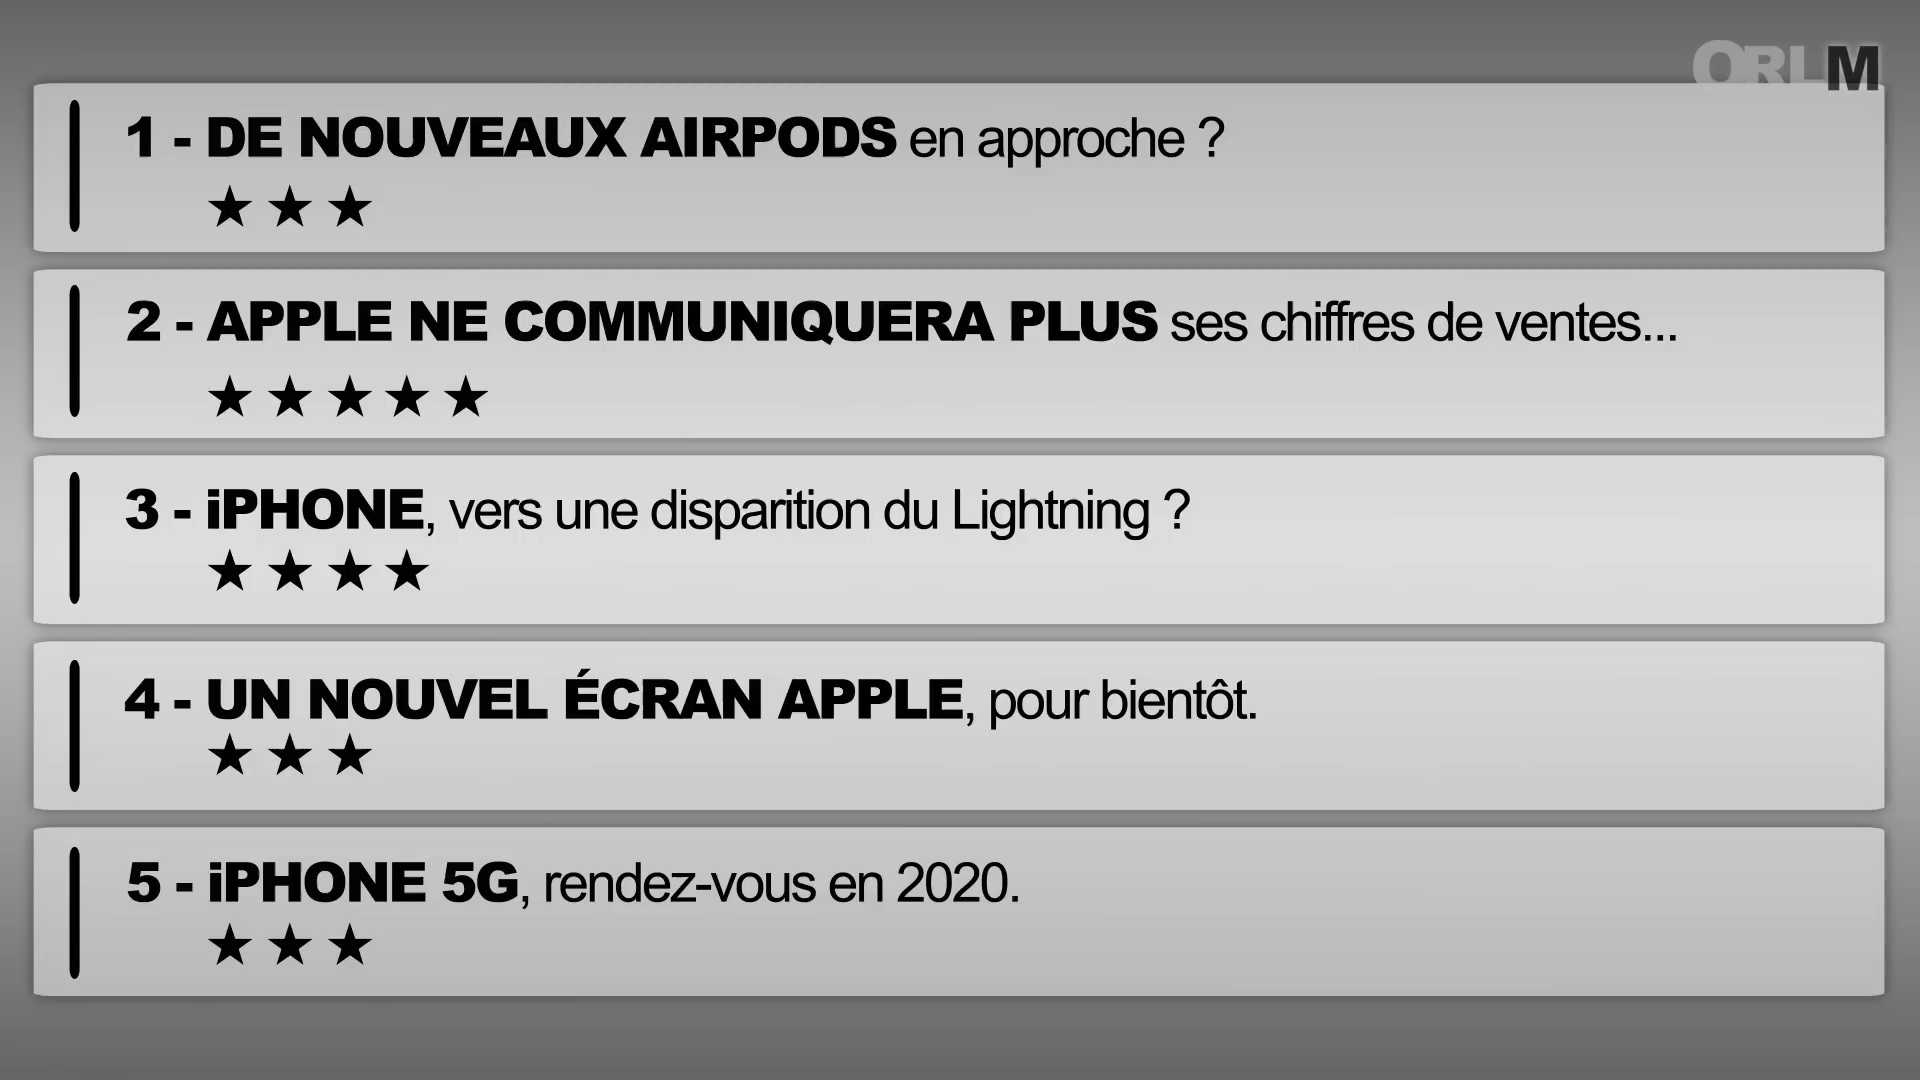 ORLM
1 - DE NOUVEAUX AIRPODS en approche ?
★ ★ ★
2 - APPLE NE COMMUNIQUERA PLUS ses chiffres de ventes...
★ ★ ★ ★ ★
3 - iPHONE, vers une disparition du Lightning ?
★ ★ ★ ★
4 - UN NOUVEL ÉCRAN APPLE, pour bientôt.
★ ★ ★
5 - iPHONE 5G, rendez-vous en 2020.
★ ★ ★